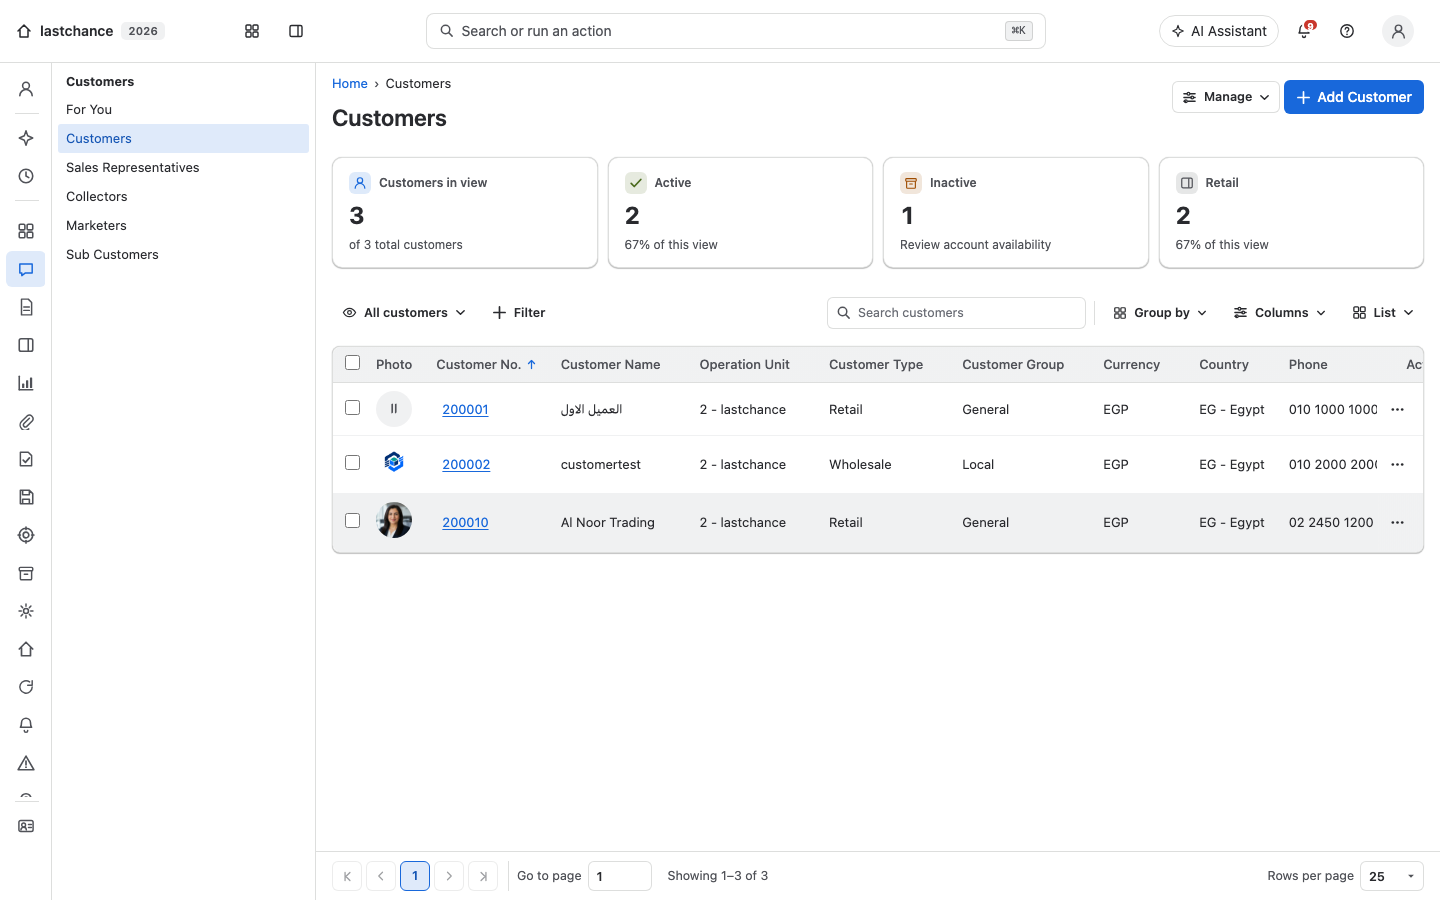 lastchance 2026
Search or run an action
⌘K
AI Assistant
9
Customers
For You
Customers
Sales Representatives
Collectors
Marketers
Sub Customers
Home › Customers
Customers
Manage
Add Customer
Customers in view
3
of 3 total customers
Active
2
67% of this view
Inactive
1
Review account availability
Retail
2
67% of this view
All customers
Filter
Search customers
Group by
Columns
List
Photo Customer No. Customer Name Operation Unit Customer Type Customer Group Currency Country Phone Ac
اا 200001 العميل الاول 2 - lastchance Retail General EGP EG - Egypt 010 1000 1000
200002 customertest 2 - lastchance Wholesale Local EGP EG - Egypt 010 2000 200
200010 Al Noor Trading 2 - lastchance Retail General EGP EG - Egypt 02 2450 1200
1
Go to page 1
Showing 1–3 of 3
Rows per page 25